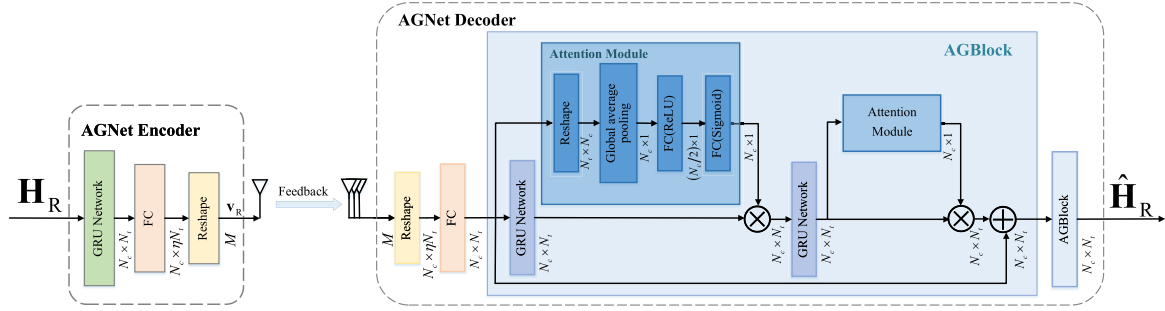 AGNet Decoder
AGBlock
Attention Module
Reshape
N_t × N_c
Global average
pooling
N_c × 1
FC(ReLU)
(N_c/2) × 1
FC(Sigmoid)
N_c × 1
Attention
Module
N_c × 1
AGNet Encoder
H_R
GRU Network
N_c × N_t
FC
N_c × ηN_t
Reshape
v_R
M
Feedback
M
Reshape
N_c × ηN_t
FC
N_c × N_t
GRU Network
N_c × N_t
N_c × N_t
GRU Network
N_c × N_t
N_c × N_t
N_c × N_t
AGBlock
N_c × N_t
Ĥ_R